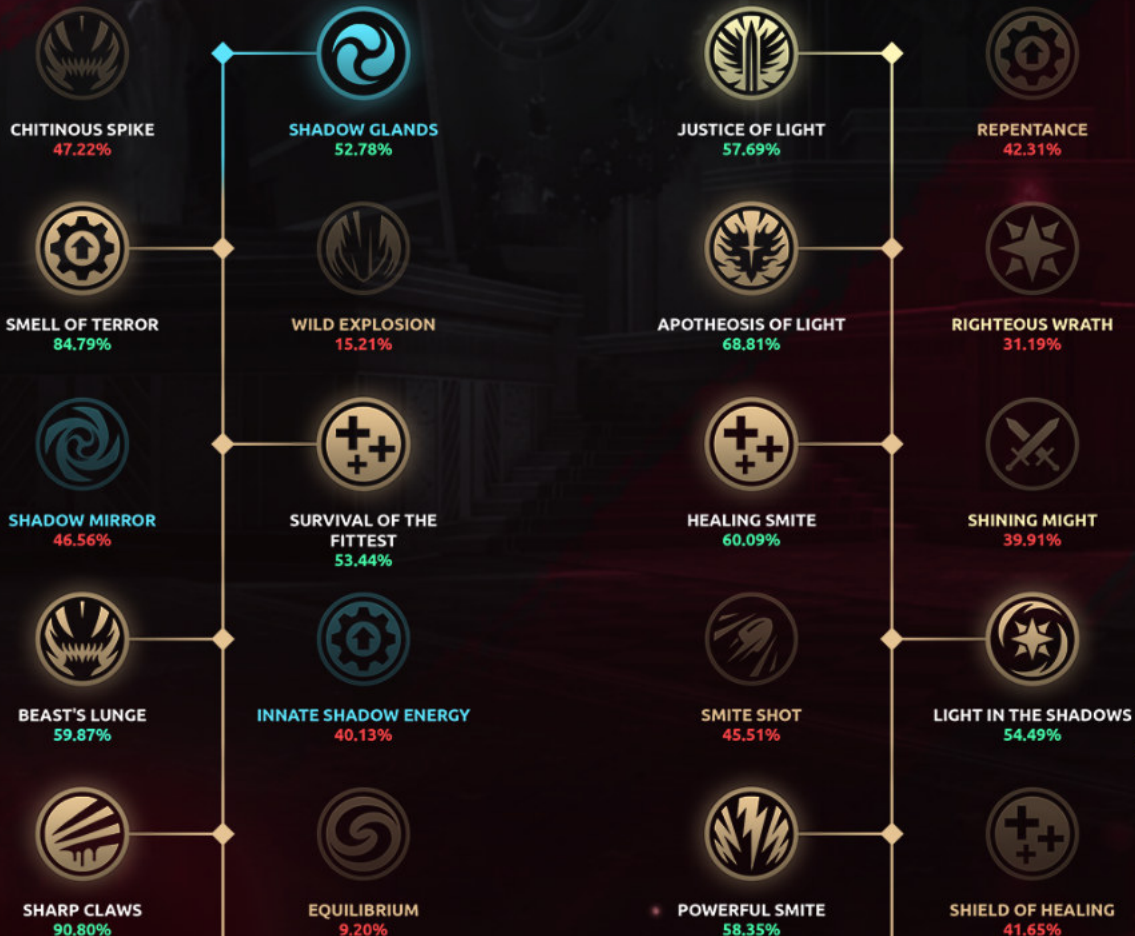 CHITINOUS SPIKE
47.22%
SHADOW GLANDS
52.78%
JUSTICE OF LIGHT
57.69%
REPENTANCE
42.31%
SMELL OF TERROR
84.79%
WILD EXPLOSION
15.21%
APOTHEOSIS OF LIGHT
68.81%
RIGHTEOUS WRATH
31.19%
SHADOW MIRROR
46.56%
SURVIVAL OF THE
FITTEST
53.44%
HEALING SMITE
60.09%
SHINING MIGHT
39.91%
BEAST'S LUNGE
59.87%
INNATE SHADOW ENERGY
40.13%
SMITE SHOT
45.51%
LIGHT IN THE SHADOWS
54.49%
SHARP CLAWS
90.80%
EQUILIBRIUM
9.20%
POWERFUL SMITE
58.35%
SHIELD OF HEALING
41.65%